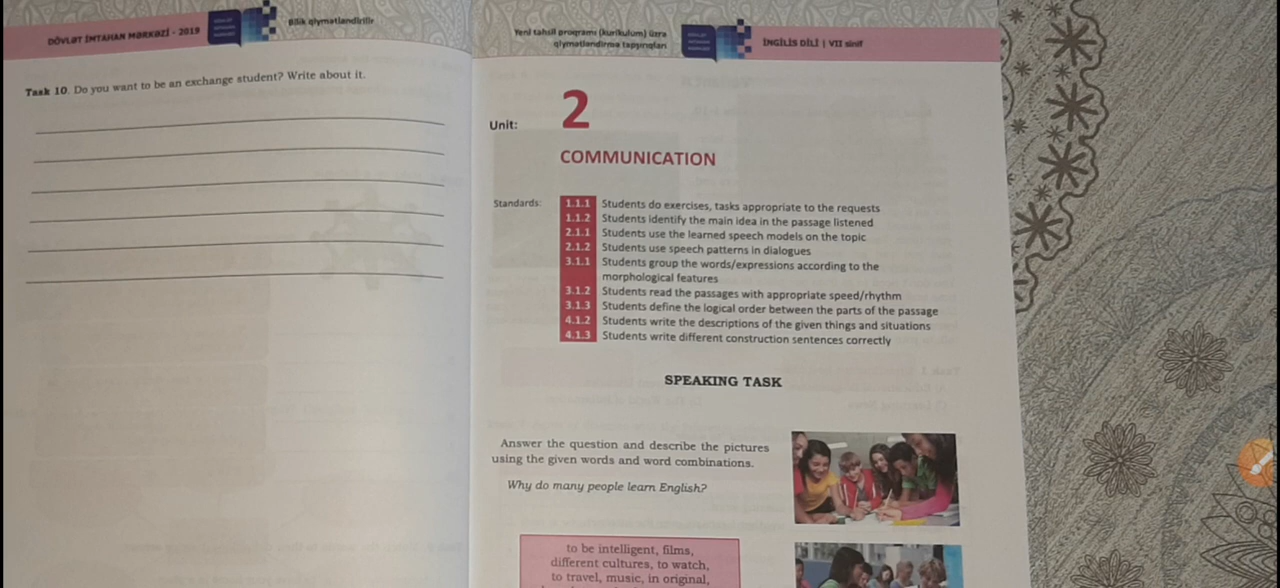 DÖVLƏT İMTAHAN MƏRKƏZİ - 2019
Bilik qiymətləndirilir
Task 10. Do you want to be an exchange student? Write about it.
Yeni təhsil proqramı (kurikulum) üzrə
qiymətləndirmə tapşırıqları
İNGİLİS DİLİ | VII sinif
Unit:
2
COMMUNICATION
Standards:
1.1.1 Students do exercises, tasks appropriate to the requests
1.1.2 Students identify the main idea in the passage listened
2.1.1 Students use the learned speech models on the topic
2.1.2 Students use speech patterns in dialogues
3.1.1 Students group the words/expressions according to the
morphological features
3.1.2 Students read the passages with appropriate speed/rhythm
3.1.3 Students define the logical order between the parts of the passage
4.1.2 Students write the descriptions of the given things and situations
4.1.3 Students write different construction sentences correctly
SPEAKING TASK
Answer the question and describe the pictures
using the given words and word combinations.
Why do many people learn English?
to be intelligent, films,
different cultures, to watch,
to travel, music, in original,